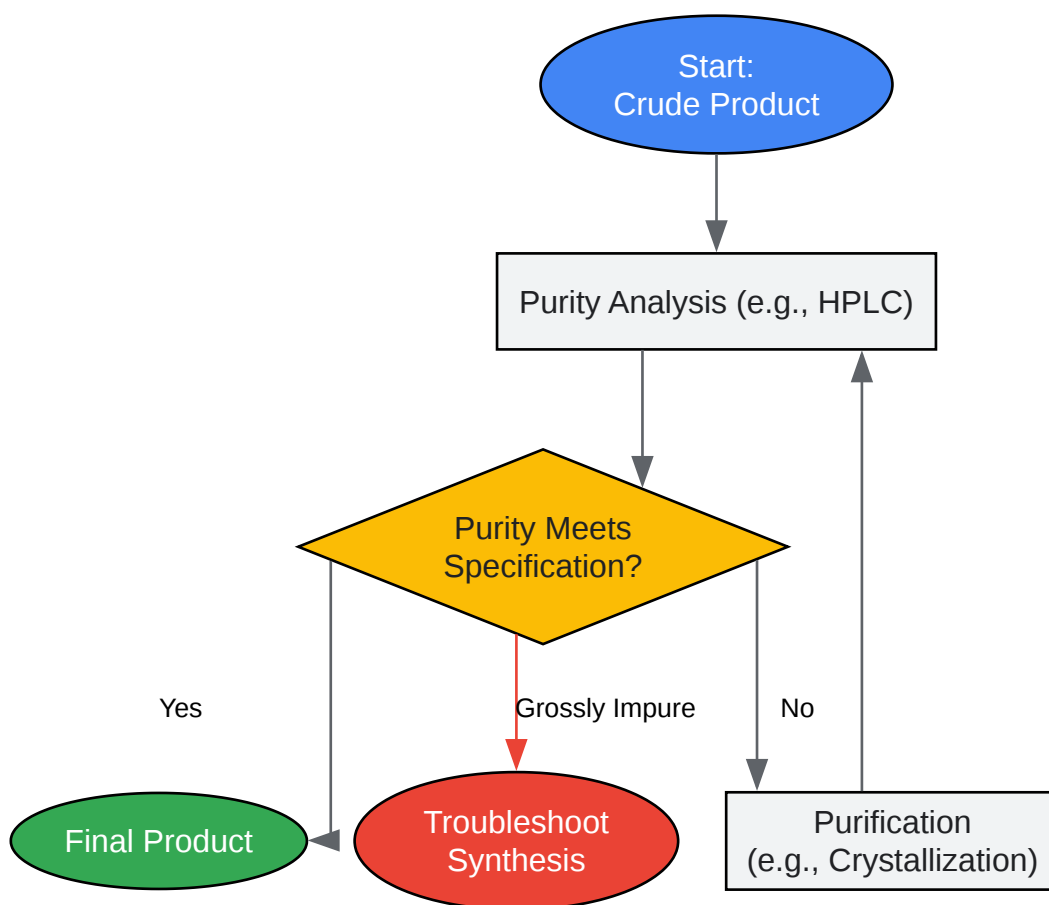 Start:
Crude Product
Purity Analysis (e.g., HPLC)
Purity Meets
Specification?
Yes
Grossly Impure
No
Final Product
Troubleshoot
Synthesis
Purification
(e.g., Crystallization)